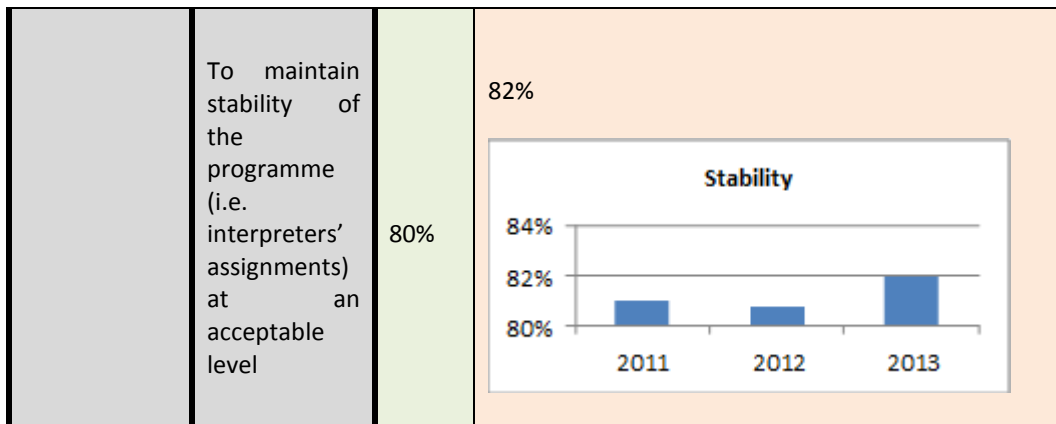 To maintain
stability of
the
programme
(i.e.
interpreters’
assignments)
at an
acceptable
level
80%
82%
Stability
84%
82%
80%
2011 2012 2013